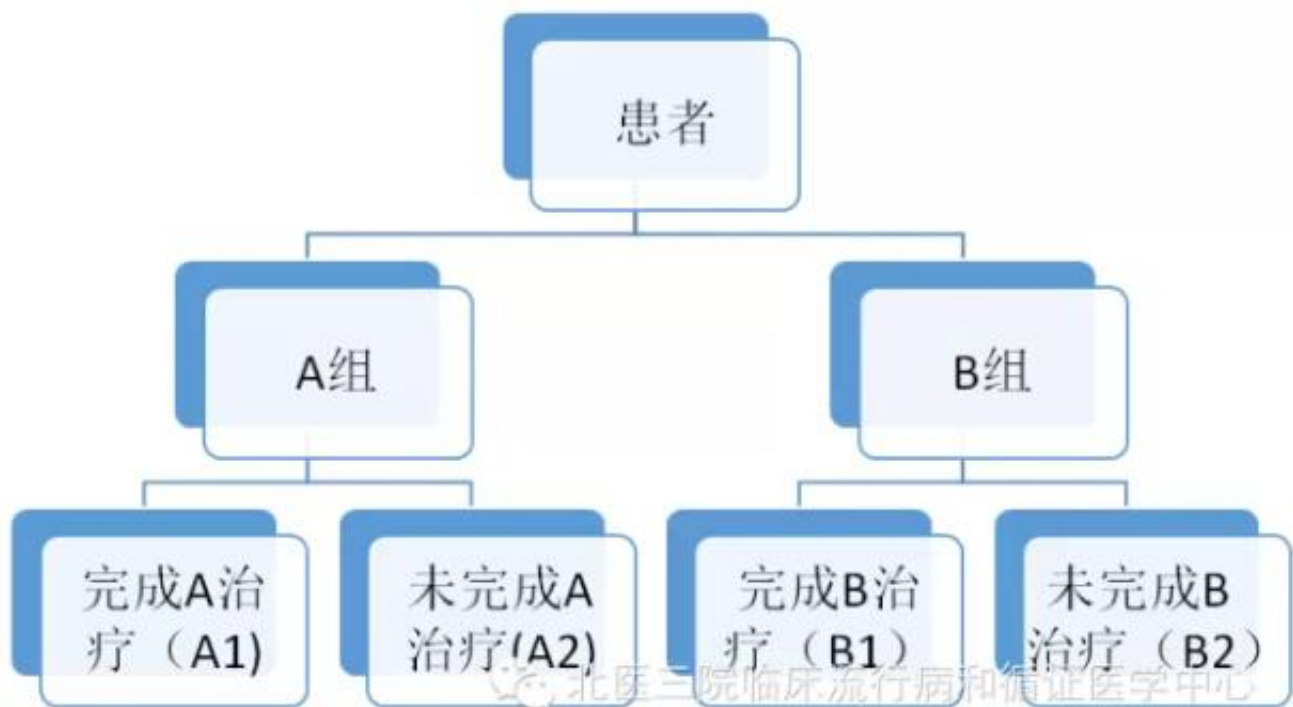 患者
A组
B组
完成A治
疗（A1)
未完成A
治疗(A2)
完成B治
疗（B1）
未完成B
治疗（B2）
北医三院临床流行病和循证医学中心